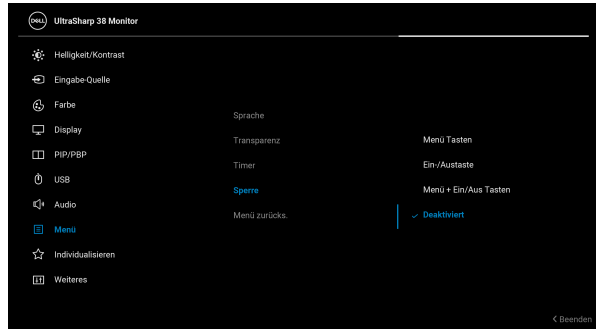 DELL UltraSharp 38 Monitor
Helligkeit/Kontrast
Eingabe-Quelle
Farbe
Display
PIP/PBP
USB
Audio
Menü
Individualisieren
Weiteres
Sprache
Transparenz
Timer
Sperre
Menü zurücks.
Menü Tasten
Ein-/Austaste
Menü + Ein/Aus Tasten
Deaktiviert
Beenden